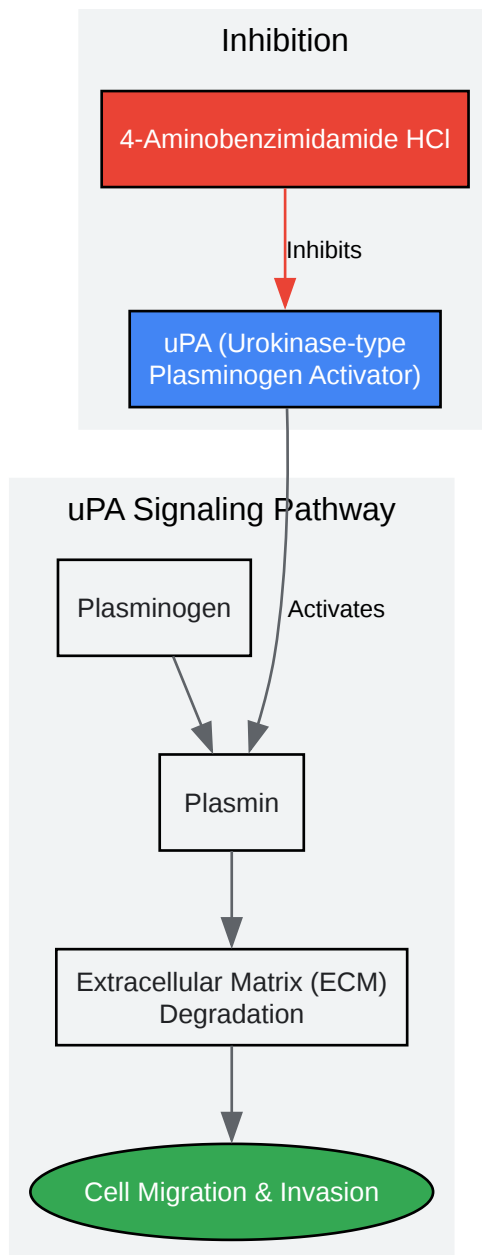 Inhibition
4-Aminobenzimidamide HCl
Inhibits
uPA (Urokinase-type
Plasminogen Activator)
uPA Signaling Pathway
Plasminogen
Activates
Plasmin
Extracellular Matrix (ECM)
Degradation
Cell Migration & Invasion